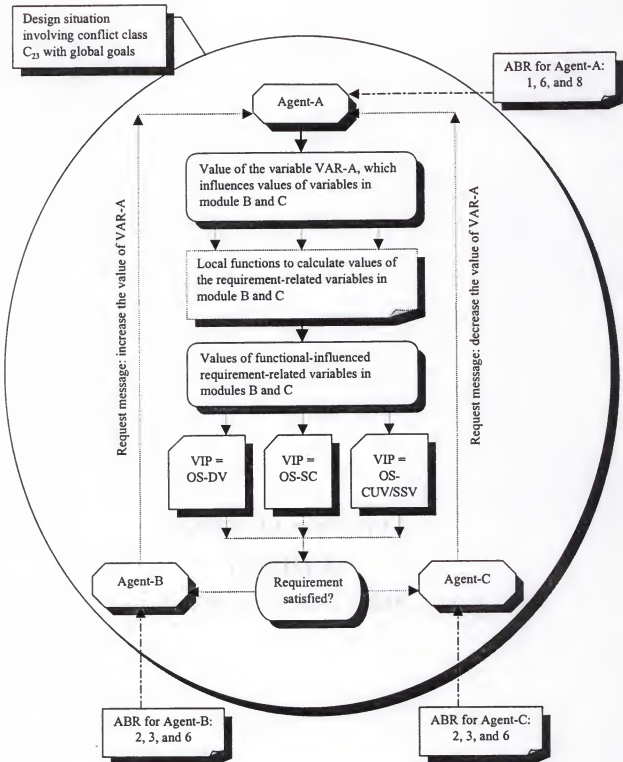 Design situation
involving conflict class
C₂₃ with global goals
ABR for Agent-A:
1, 6, and 8
Agent-A
Value of the variable VAR-A, which
influences values of variables in
module B and C
Local functions to calculate values of
the requirement-related variables in
module B and C
Values of functional-influenced
requirement-related variables in
modules B and C
VIP =
OS-DV
VIP =
OS-SC
VIP =
OS-
CUV/SSV
Request message: increase the value of VAR-A
Request message: decrease the value of VAR-A
Agent-B
Requirement
satisfied?
Agent-C
ABR for Agent-B:
2, 3, and 6
ABR for Agent-C:
2, 3, and 6